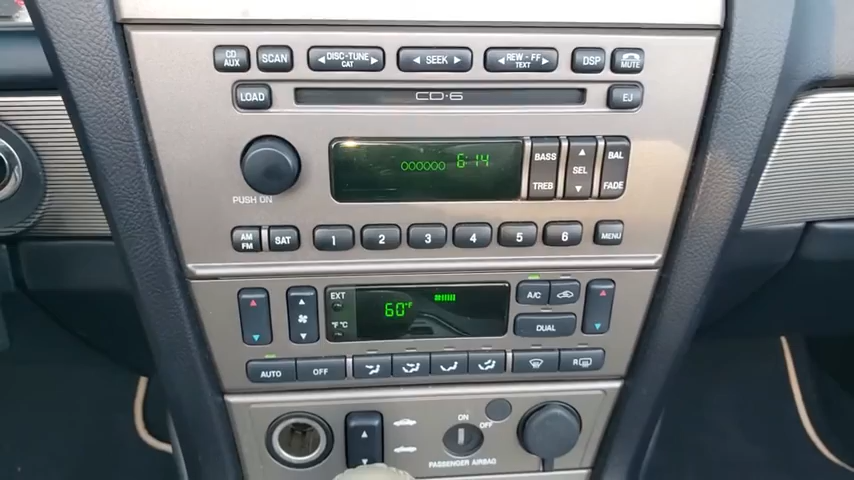 CD AUX
SCAN
DISC-TUNE
CAT
SEEK
REW - FF
TEXT
DSP
MUTE
LOAD
CD•6
EJ
6:14
BASS
TREB
SEL
BAL
FADE
PUSH ON
AM FM
SAT
1 2 3 4 5 6
MENU
EXT
°F °C
60°F
A/C
DUAL
AUTO
OFF
R
ON
OFF
PASSENGER AIRBAG